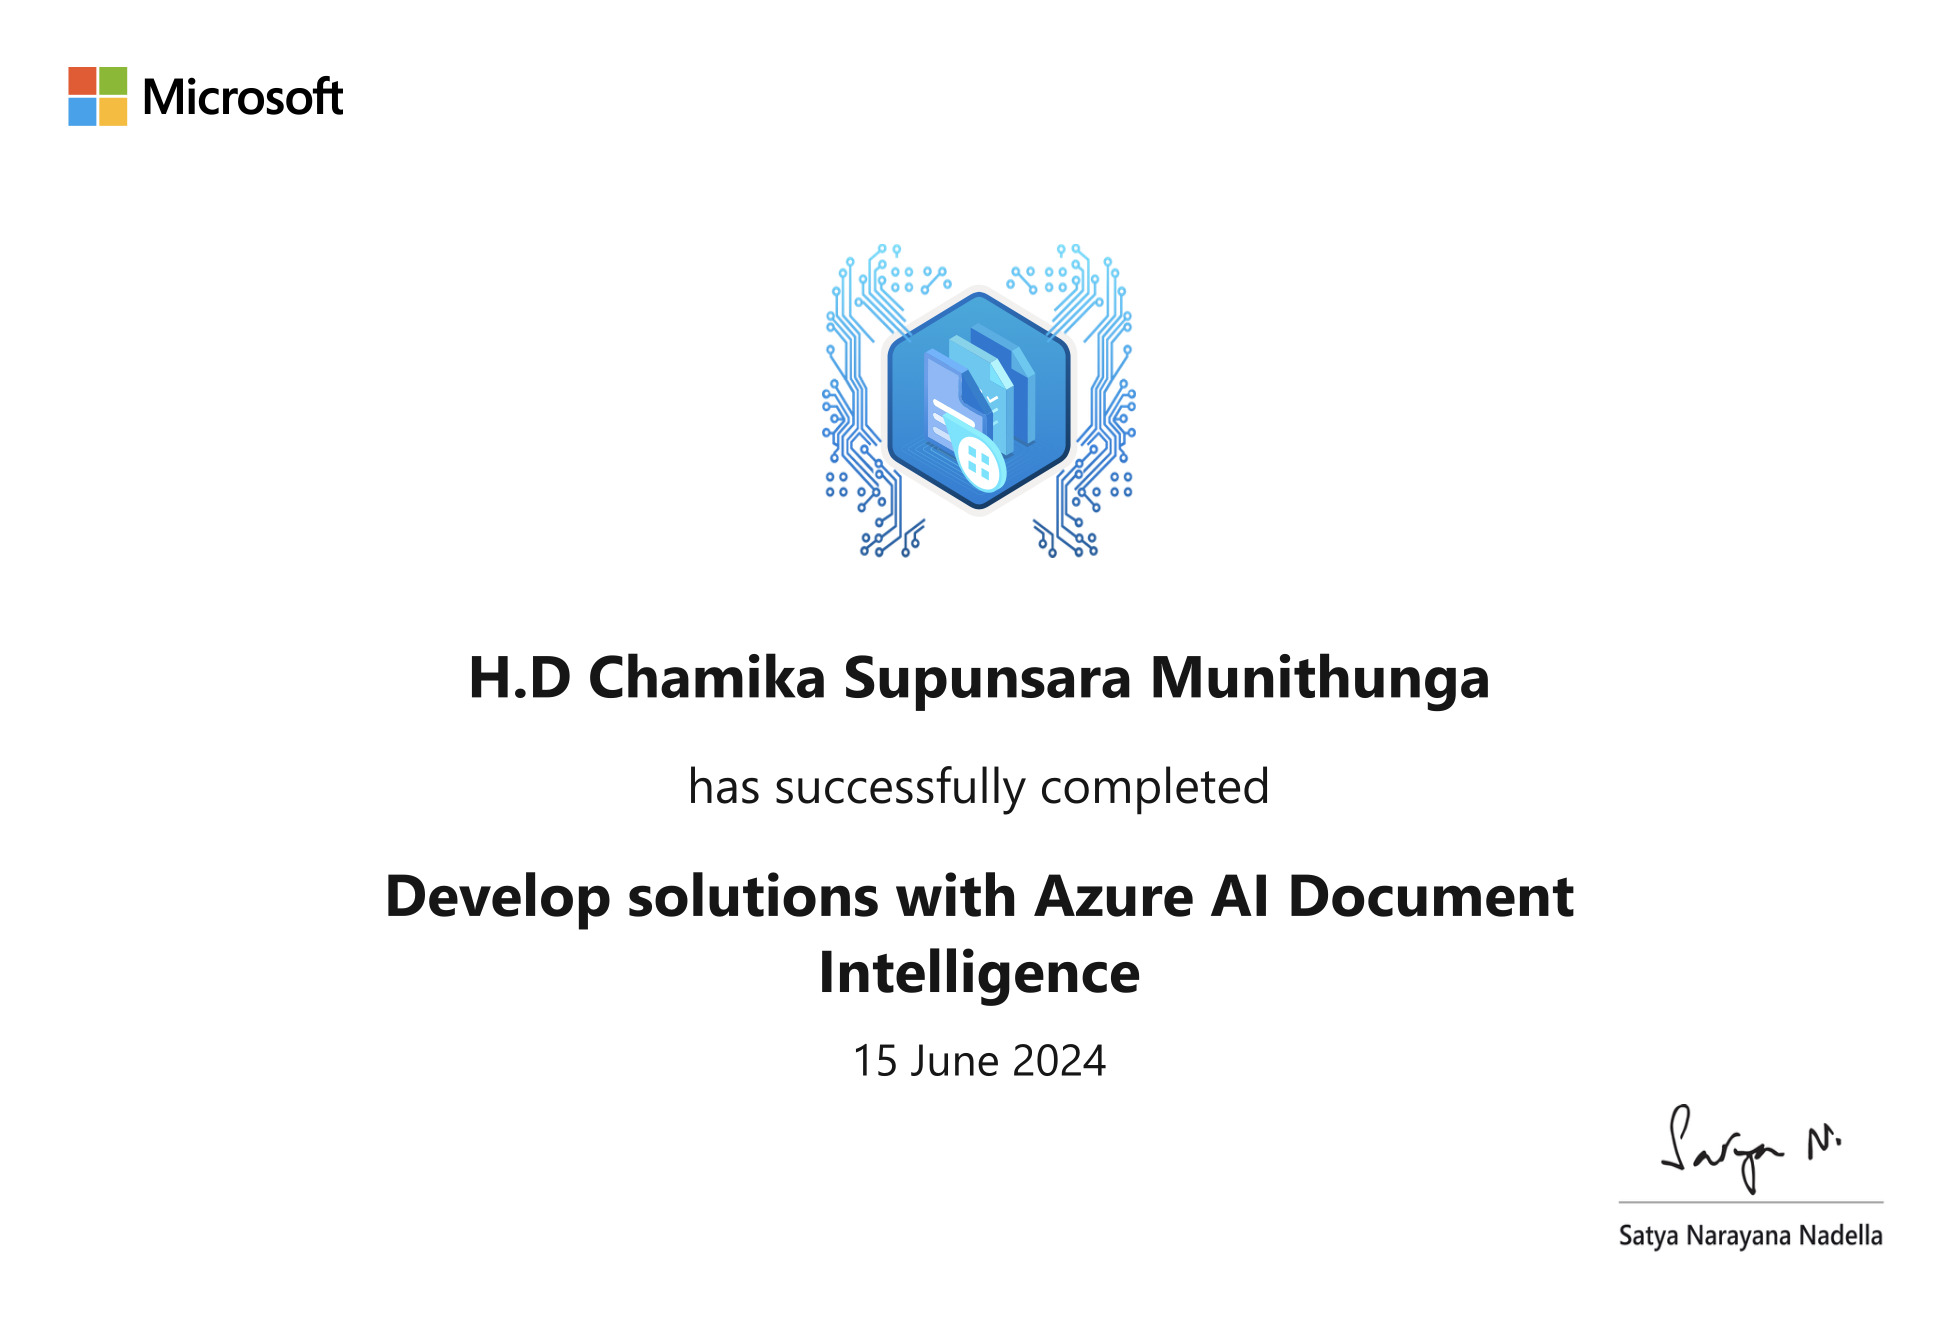 Microsoft
H.D Chamika Supunsara Munithunga
has successfully completed
Develop solutions with Azure AI Document
Intelligence
15 June 2024
Satya N.
Satya Narayana Nadella